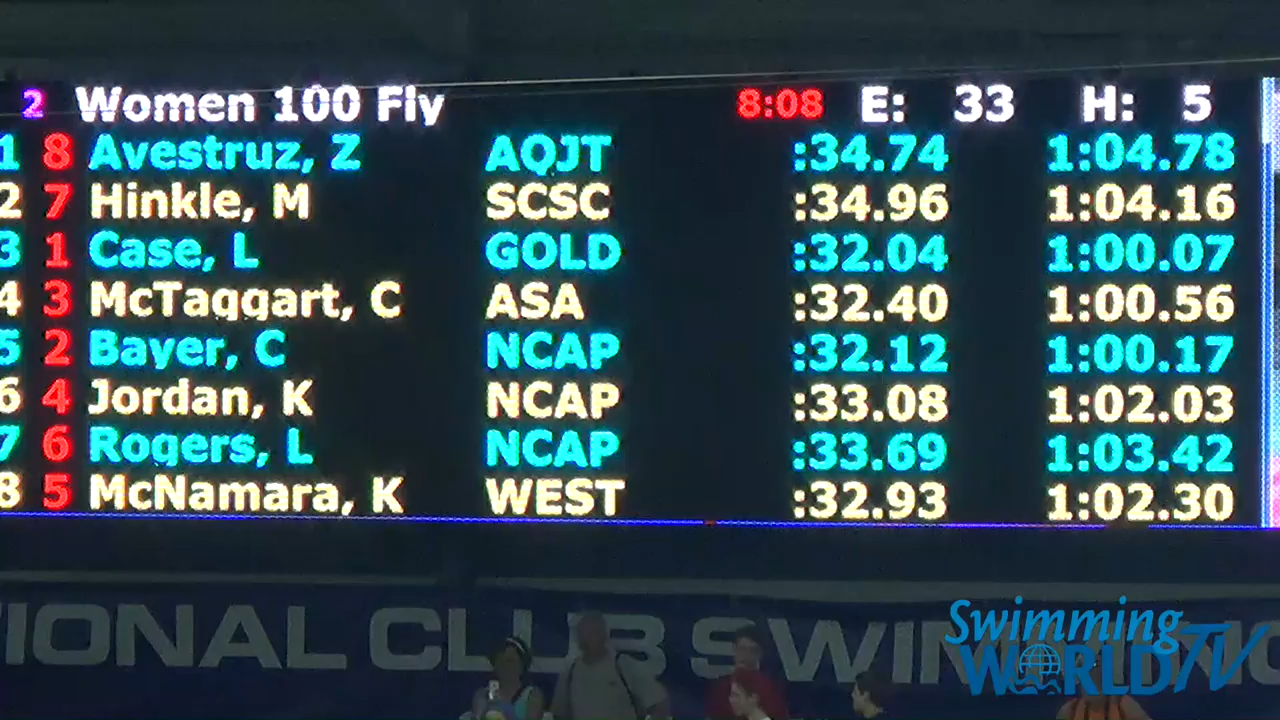 2 Women 100 Fly 8:08 E: 33 H: 5
1 8 Avestruz, Z AQJT :34.74 1:04.78
2 7 Hinkle, M SCSC :34.96 1:04.16
3 1 Case, L GOLD :32.04 1:00.07
4 3 McTaggart, C ASA :32.40 1:00.56
5 2 Bayer, C NCAP :32.12 1:00.17
6 4 Jordan, K NCAP :33.08 1:02.03
7 6 Rogers, L NCAP :33.69 1:03.42
8 5 McNamara, K WEST :32.93 1:02.30
IONAL CLUB SWIM
Swimming
WORLD TV